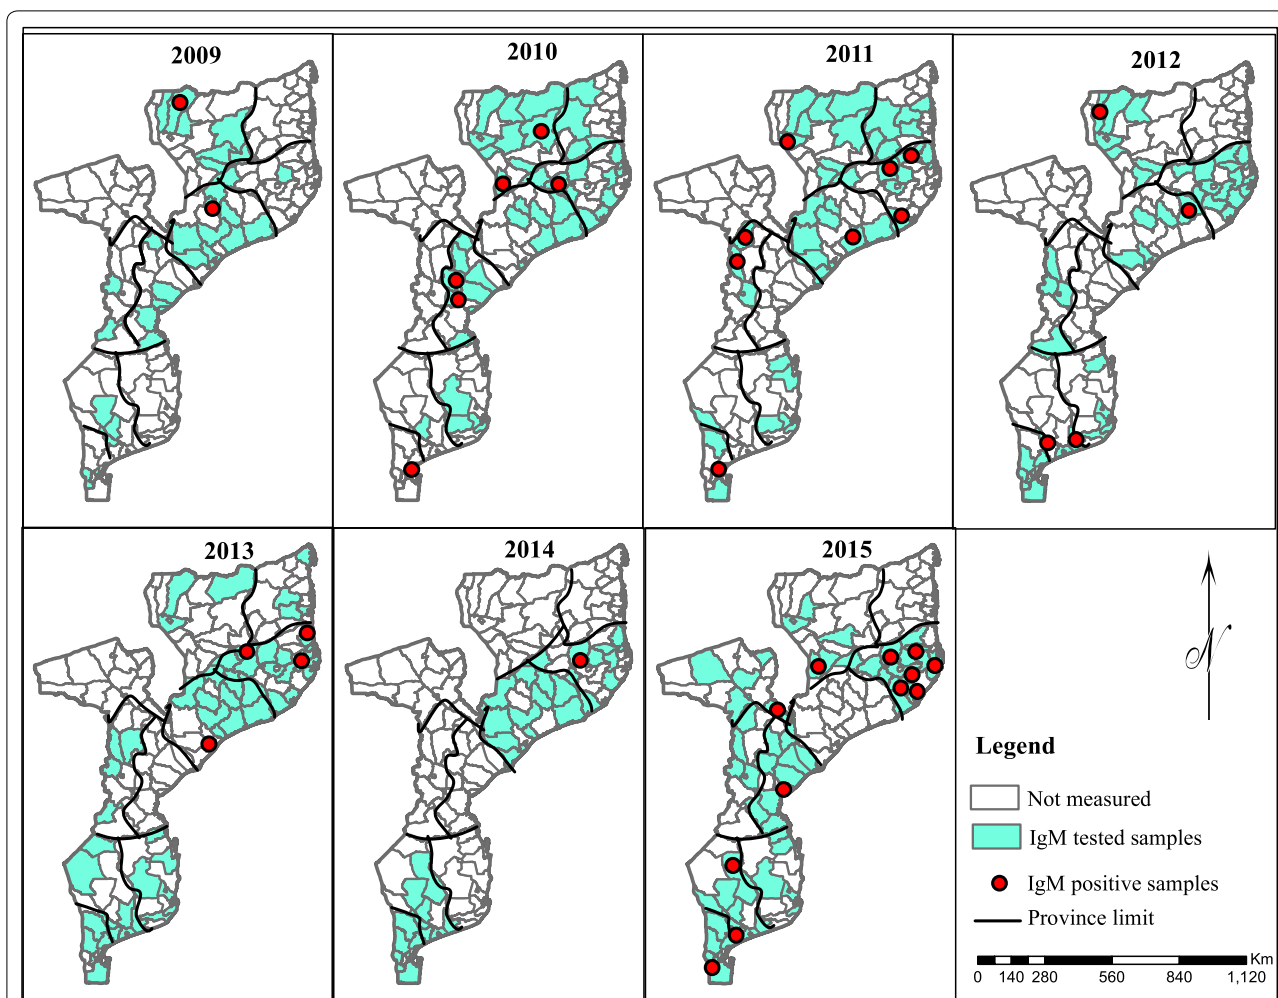 2009
2010
2011
2012
2013
2014
2015
N
Legend
Not measured
IgM tested samples
IgM positive samples
Province limit
Km
0 140 280 560 840 1,120